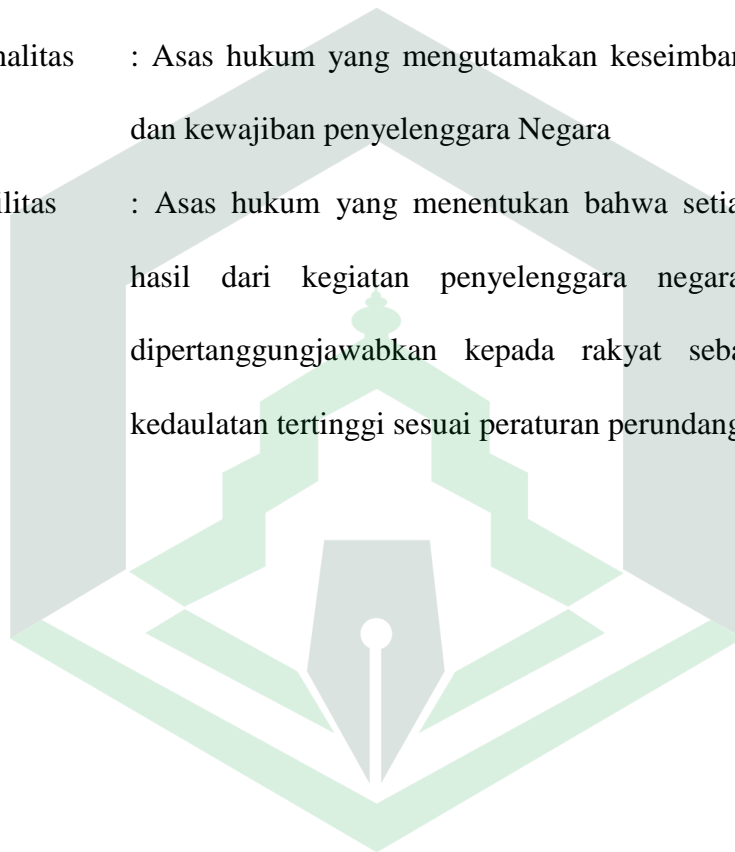 nalitas : Asas hukum yang mengutamakan keseimban
dan kewajiban penyelenggara Negara
ilitas : Asas hukum yang menentukan bahwa setia
hasil dari kegiatan penyelenggara negara
dipertanggungjawabkan kepada rakyat seba
kedaulatan tertinggi sesuai peraturan perundang